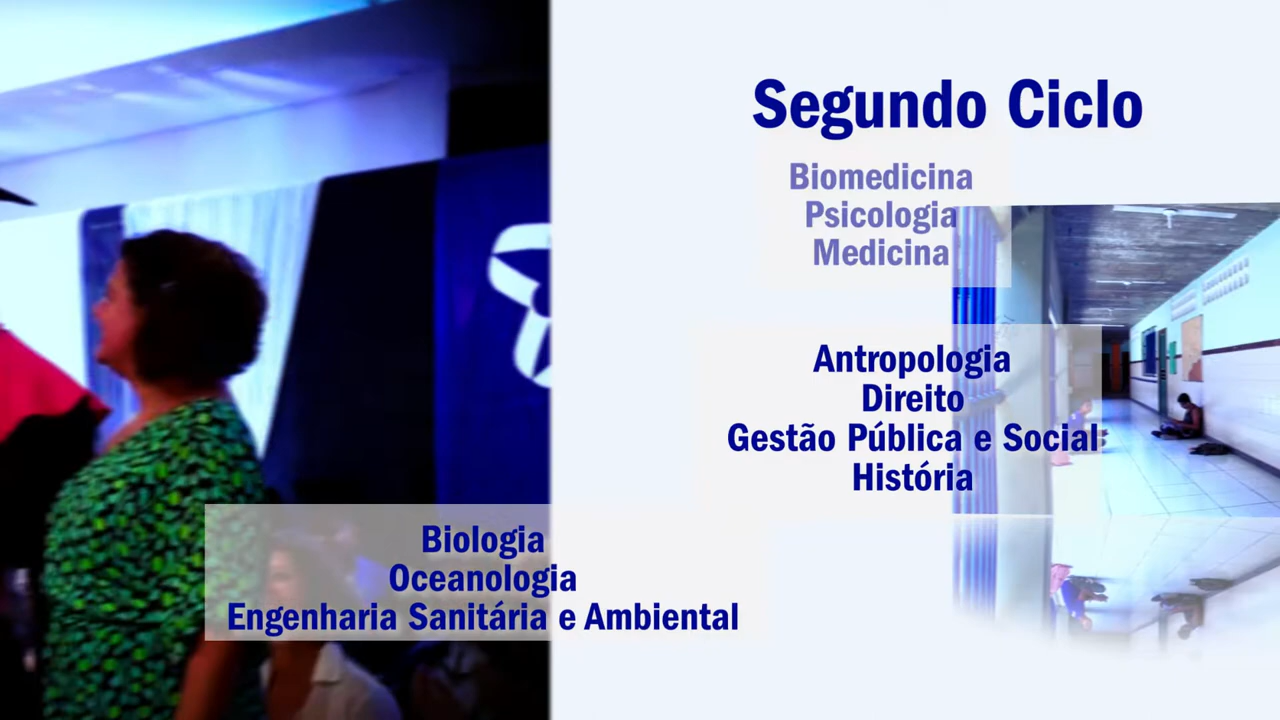 Segundo Ciclo
Biomedicina
Psicologia
Medicina
Antropologia
Direito
Gestão Pública e Social
História
Biologia
Oceanologia
Engenharia Sanitária e Ambiental